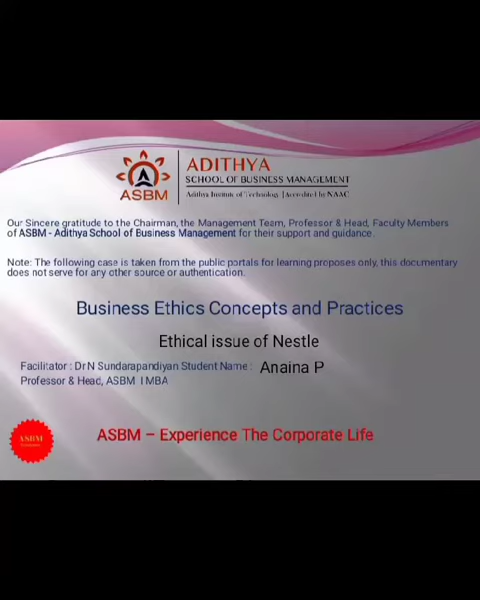 ADITHYA
SCHOOL OF BUSINESS MANAGEMENT
ASBM
Adithya Institute of Technology | Accredited by NAAC
Our Sincere gratitude to the Chairman, the Management Team, Professor & Head, Faculty Members
of ASBM - Adithya School of Business Management for their support and guidance.
Note: The following case is taken from the public portals for learning proposes only, this documentary
does not serve for any other source or authentication.
Business Ethics Concepts and Practices
Ethical issue of Nestle
Facilitator : Dr N Sundarapandiyan Student Name : Anaina P
Professor & Head, ASBM I MBA
ASBM
ASBM – Experience The Corporate Life